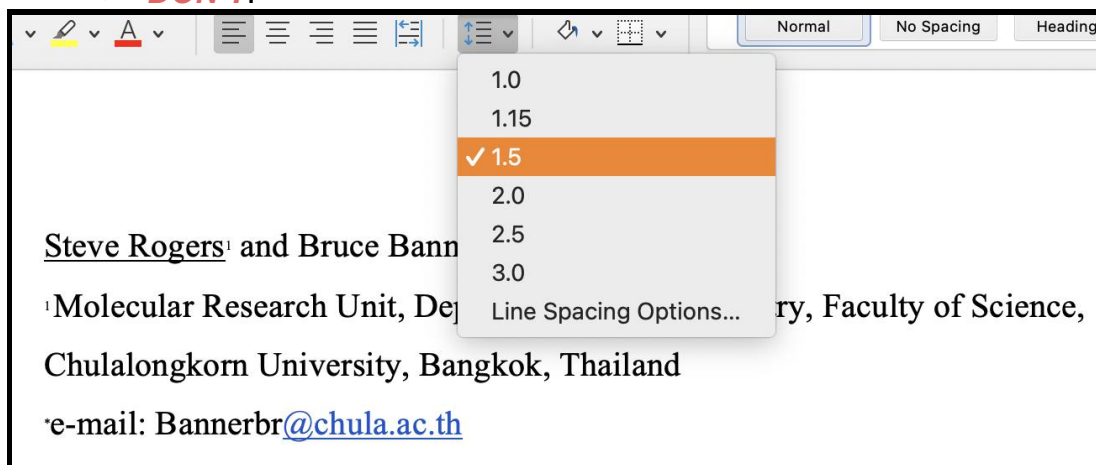 Normal No Spacing Heading
1.0
1.15
✓ 1.5
2.0
2.5
3.0
Line Spacing Options...
Steve Rogers¹ and Bruce Bann
¹Molecular Research Unit, Dep ry, Faculty of Science,
Chulalongkorn University, Bangkok, Thailand
*e-mail: Bannerbr@chula.ac.th